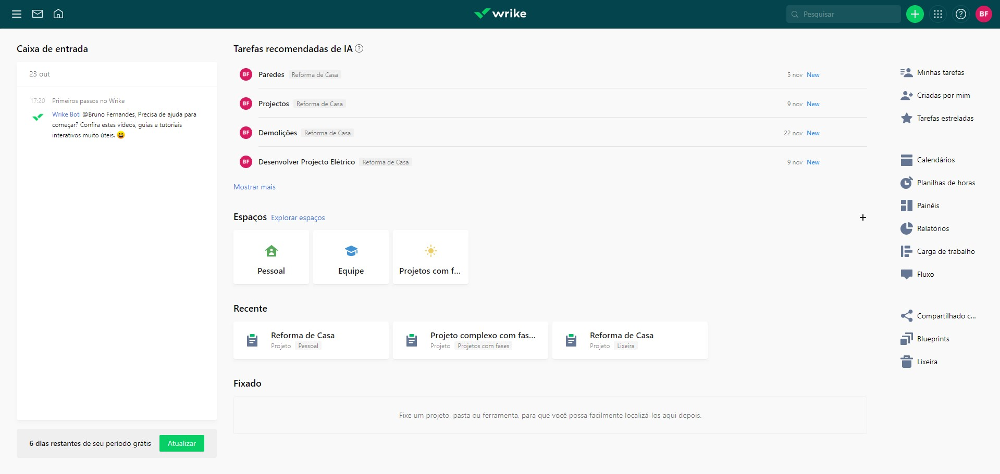 wrike
Pesquisar
BF
Caixa de entrada
23 out
17:20 Primeiros passos no Wrike
Wrike Bot: @Bruno Fernandes, Precisa de ajuda para
começar? Confira estes vídeos, guias e tutoriais
interativos muito úteis. 😀
6 dias restantes de seu período grátis
Atualizar
Tarefas recomendadas de IA ?
BF Paredes Reforma de Casa 5 nov New
BF Projectos Reforma de Casa 9 nov New
BF Demolições Reforma de Casa 22 nov New
BF Desenvolver Projecto Elétrico Reforma de Casa 9 nov New
Mostrar mais
Espaços Explorar espaços +
Pessoal
Equipe
Projetos com f...
Recente
Reforma de Casa
Projeto Pessoal
Projeto complexo com fas...
Projeto Projetos com fases
Reforma de Casa
Projeto Lixeira
Fixado
Fixe um projeto, pasta ou ferramenta, para que você possa facilmente localizá-los aqui depois.
Minhas tarefas
Criadas por mim
Tarefas estreladas
Calendários
Planilhas de horas
Painéis
Relatórios
Carga de trabalho
Fluxo
Compartilhado c...
Blueprints
Lixeira